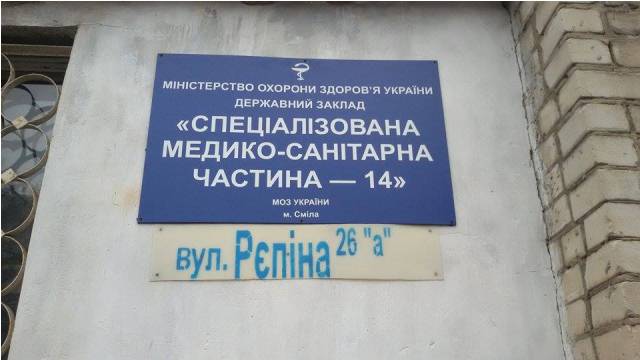 МІНІСТЕРСТВО ОХОРОНИ ЗДОРОВ'Я УКРАЇНИ
ДЕРЖАВНИЙ ЗАКЛАД
«СПЕЦІАЛІЗОВАНА
МЕДИКО-САНІТАРНА
ЧАСТИНА — 14»
МОЗ УКРАЇНИ
м. Сміла
вул. Рєпіна 26 "а"